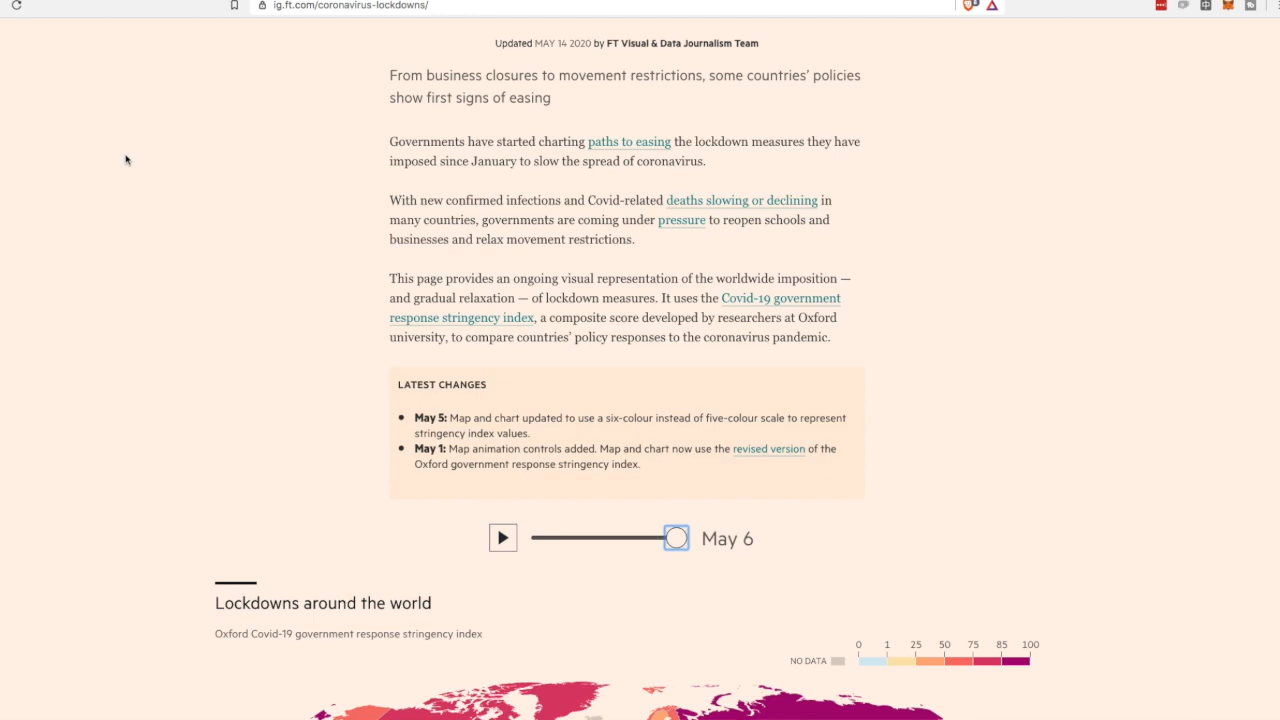 ig.ft.com/coronavirus-lockdowns/
Updated MAY 14 2020 by FT Visual & Data Journalism Team
From business closures to movement restrictions, some countries' policies
show first signs of easing
Governments have started charting paths to easing the lockdown measures they have
imposed since January to slow the spread of coronavirus.
With new confirmed infections and Covid-related deaths slowing or declining in
many countries, governments are coming under pressure to reopen schools and
businesses and relax movement restrictions.
This page provides an ongoing visual representation of the worldwide imposition —
and gradual relaxation — of lockdown measures. It uses the Covid-19 government
response stringency index, a composite score developed by researchers at Oxford
university, to compare countries' policy responses to the coronavirus pandemic.
LATEST CHANGES
• May 5: Map and chart updated to use a six-colour instead of five-colour scale to represent
stringency index values.
• May 1: Map animation controls added. Map and chart now use the revised version of the
Oxford government response stringency index.
May 6
Lockdowns around the world
Oxford Covid-19 government response stringency index
0 1 25 50 75 85 100
NO DATA